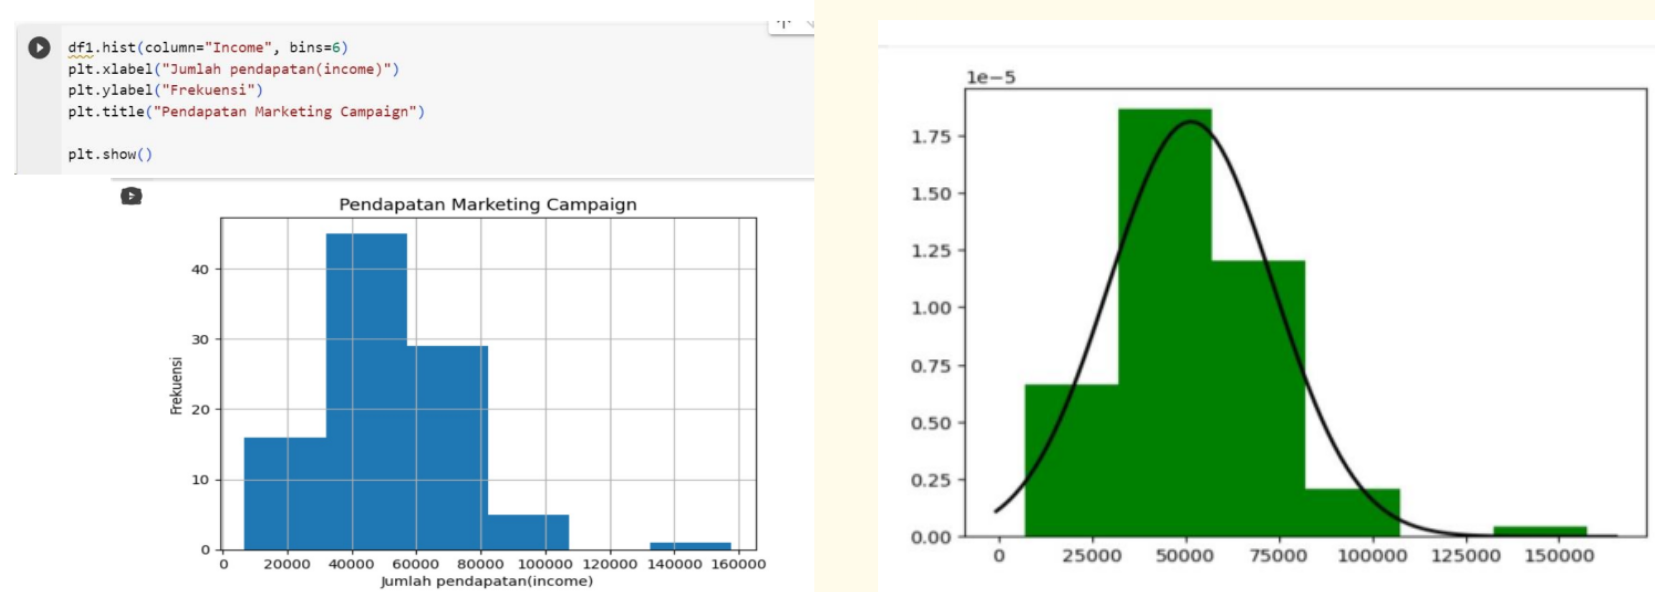 df1.hist(column="Income", bins=6)
plt.xlabel("Jumlah pendapatan(income)")
plt.ylabel("Frekuensi")
plt.title("Pendapatan Marketing Campaign")
plt.show()
Pendapatan Marketing Campaign
Frekuensi
40
30
20
10
0
0 20000 40000 60000 80000 100000 120000 140000 160000
Jumlah pendapatan(income)
1e−5
1.75
1.50
1.25
1.00
0.75
0.50
0.25
0.00
0 25000 50000 75000 100000 125000 150000